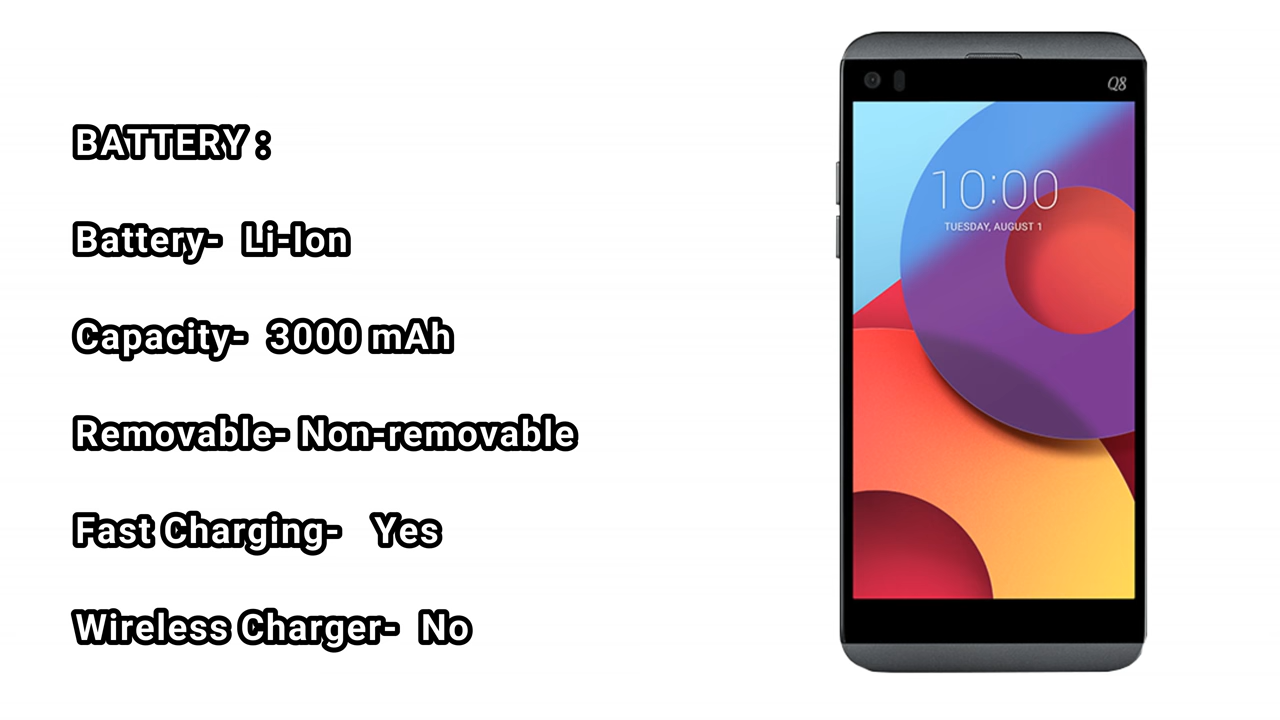 BATTERY :
Battery- Li-Ion
Capacity- 3000 mAh
Removable- Non-removable
Fast Charging- Yes
Wireless Charger- No
Q8
10:00
TUESDAY, AUGUST 1